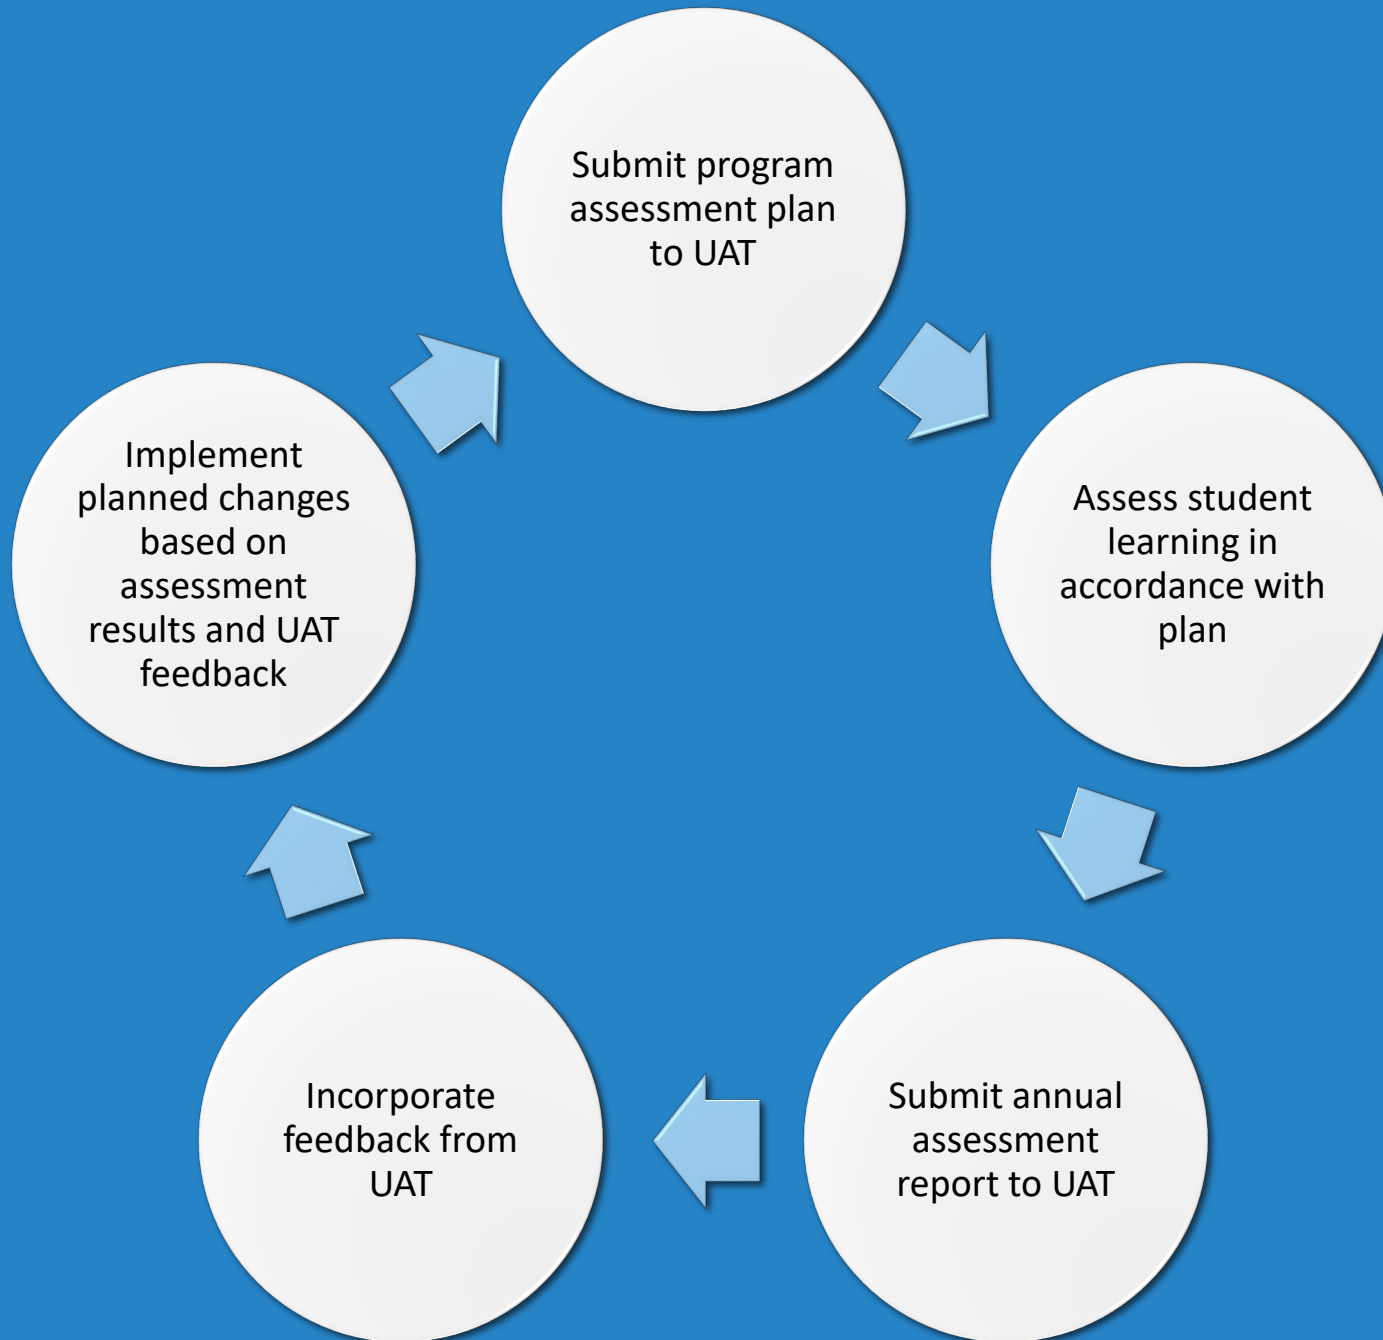 Submit program
assessment plan
to UAT
Assess student
learning in
accordance with
plan
Submit annual
assessment
report to UAT
Incorporate
feedback from
UAT
Implement
planned changes
based on
assessment
results and UAT
feedback